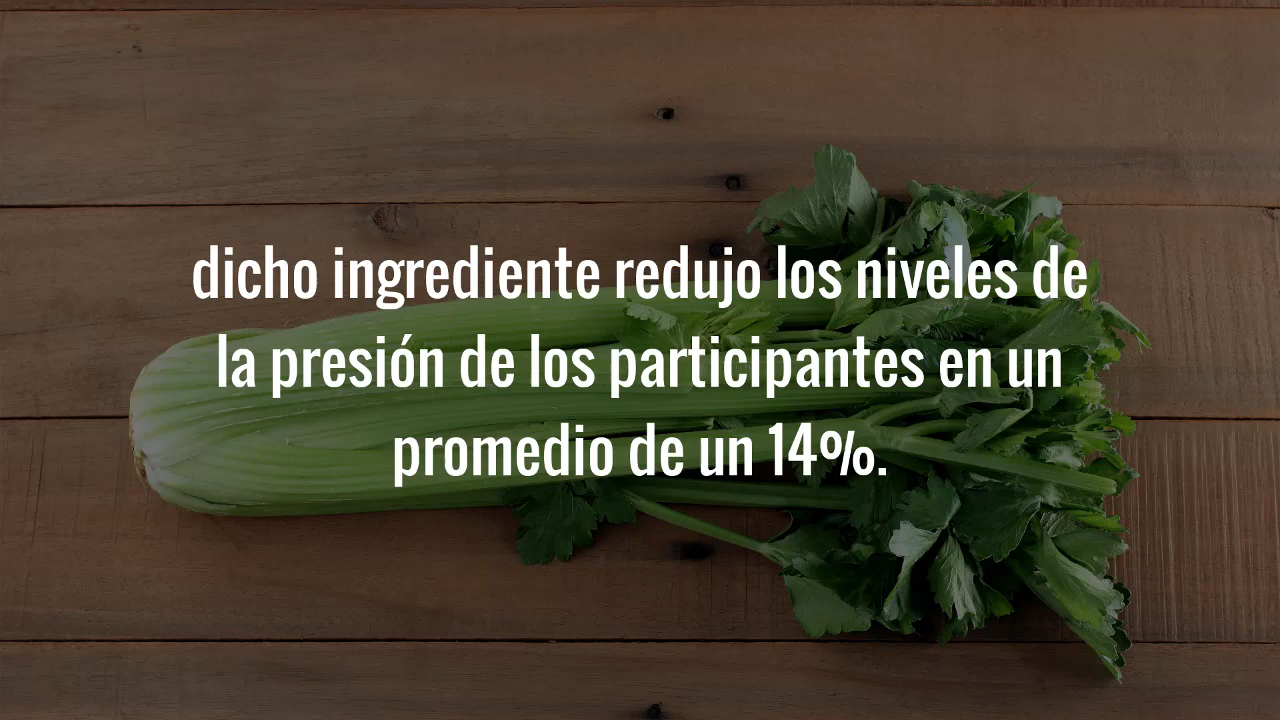 dicho ingrediente redujo los niveles de
la presión de los participantes en un
promedio de un 14%.